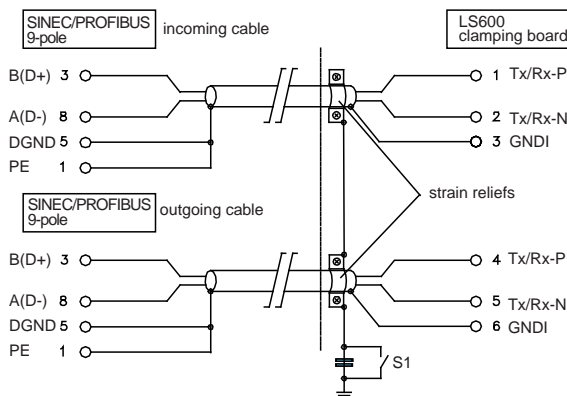 SINEC/PROFIBUS
9-pole
incoming cable
LS600
clamping board
B(D+) 3
1 Tx/Rx-P
A(D-) 8
2 Tx/Rx-N
DGND 5
3 GNDI
PE 1
strain reliefs
SINEC/PROFIBUS
9-pole
outgoing cable
B(D+) 3
4 Tx/Rx-P
A(D-) 8
5 Tx/Rx-N
DGND 5
6 GNDI
PE 1
S1